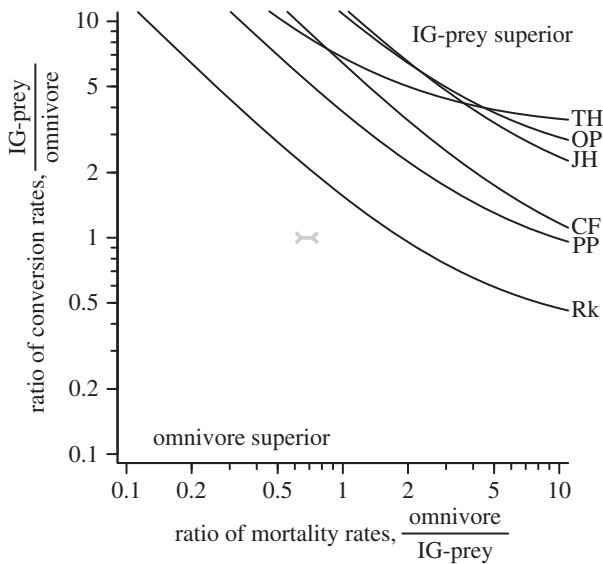 IG-prey superior
10
5
2
1
0.5
0.2
0.1
ratio of conversion rates, IG-prey
omnivore
TH
OP
JH
CF
PP
Rk
omnivore superior
0.1 0.2 0.5 1 2 5 10
ratio of mortality rates, omnivore
IG-prey